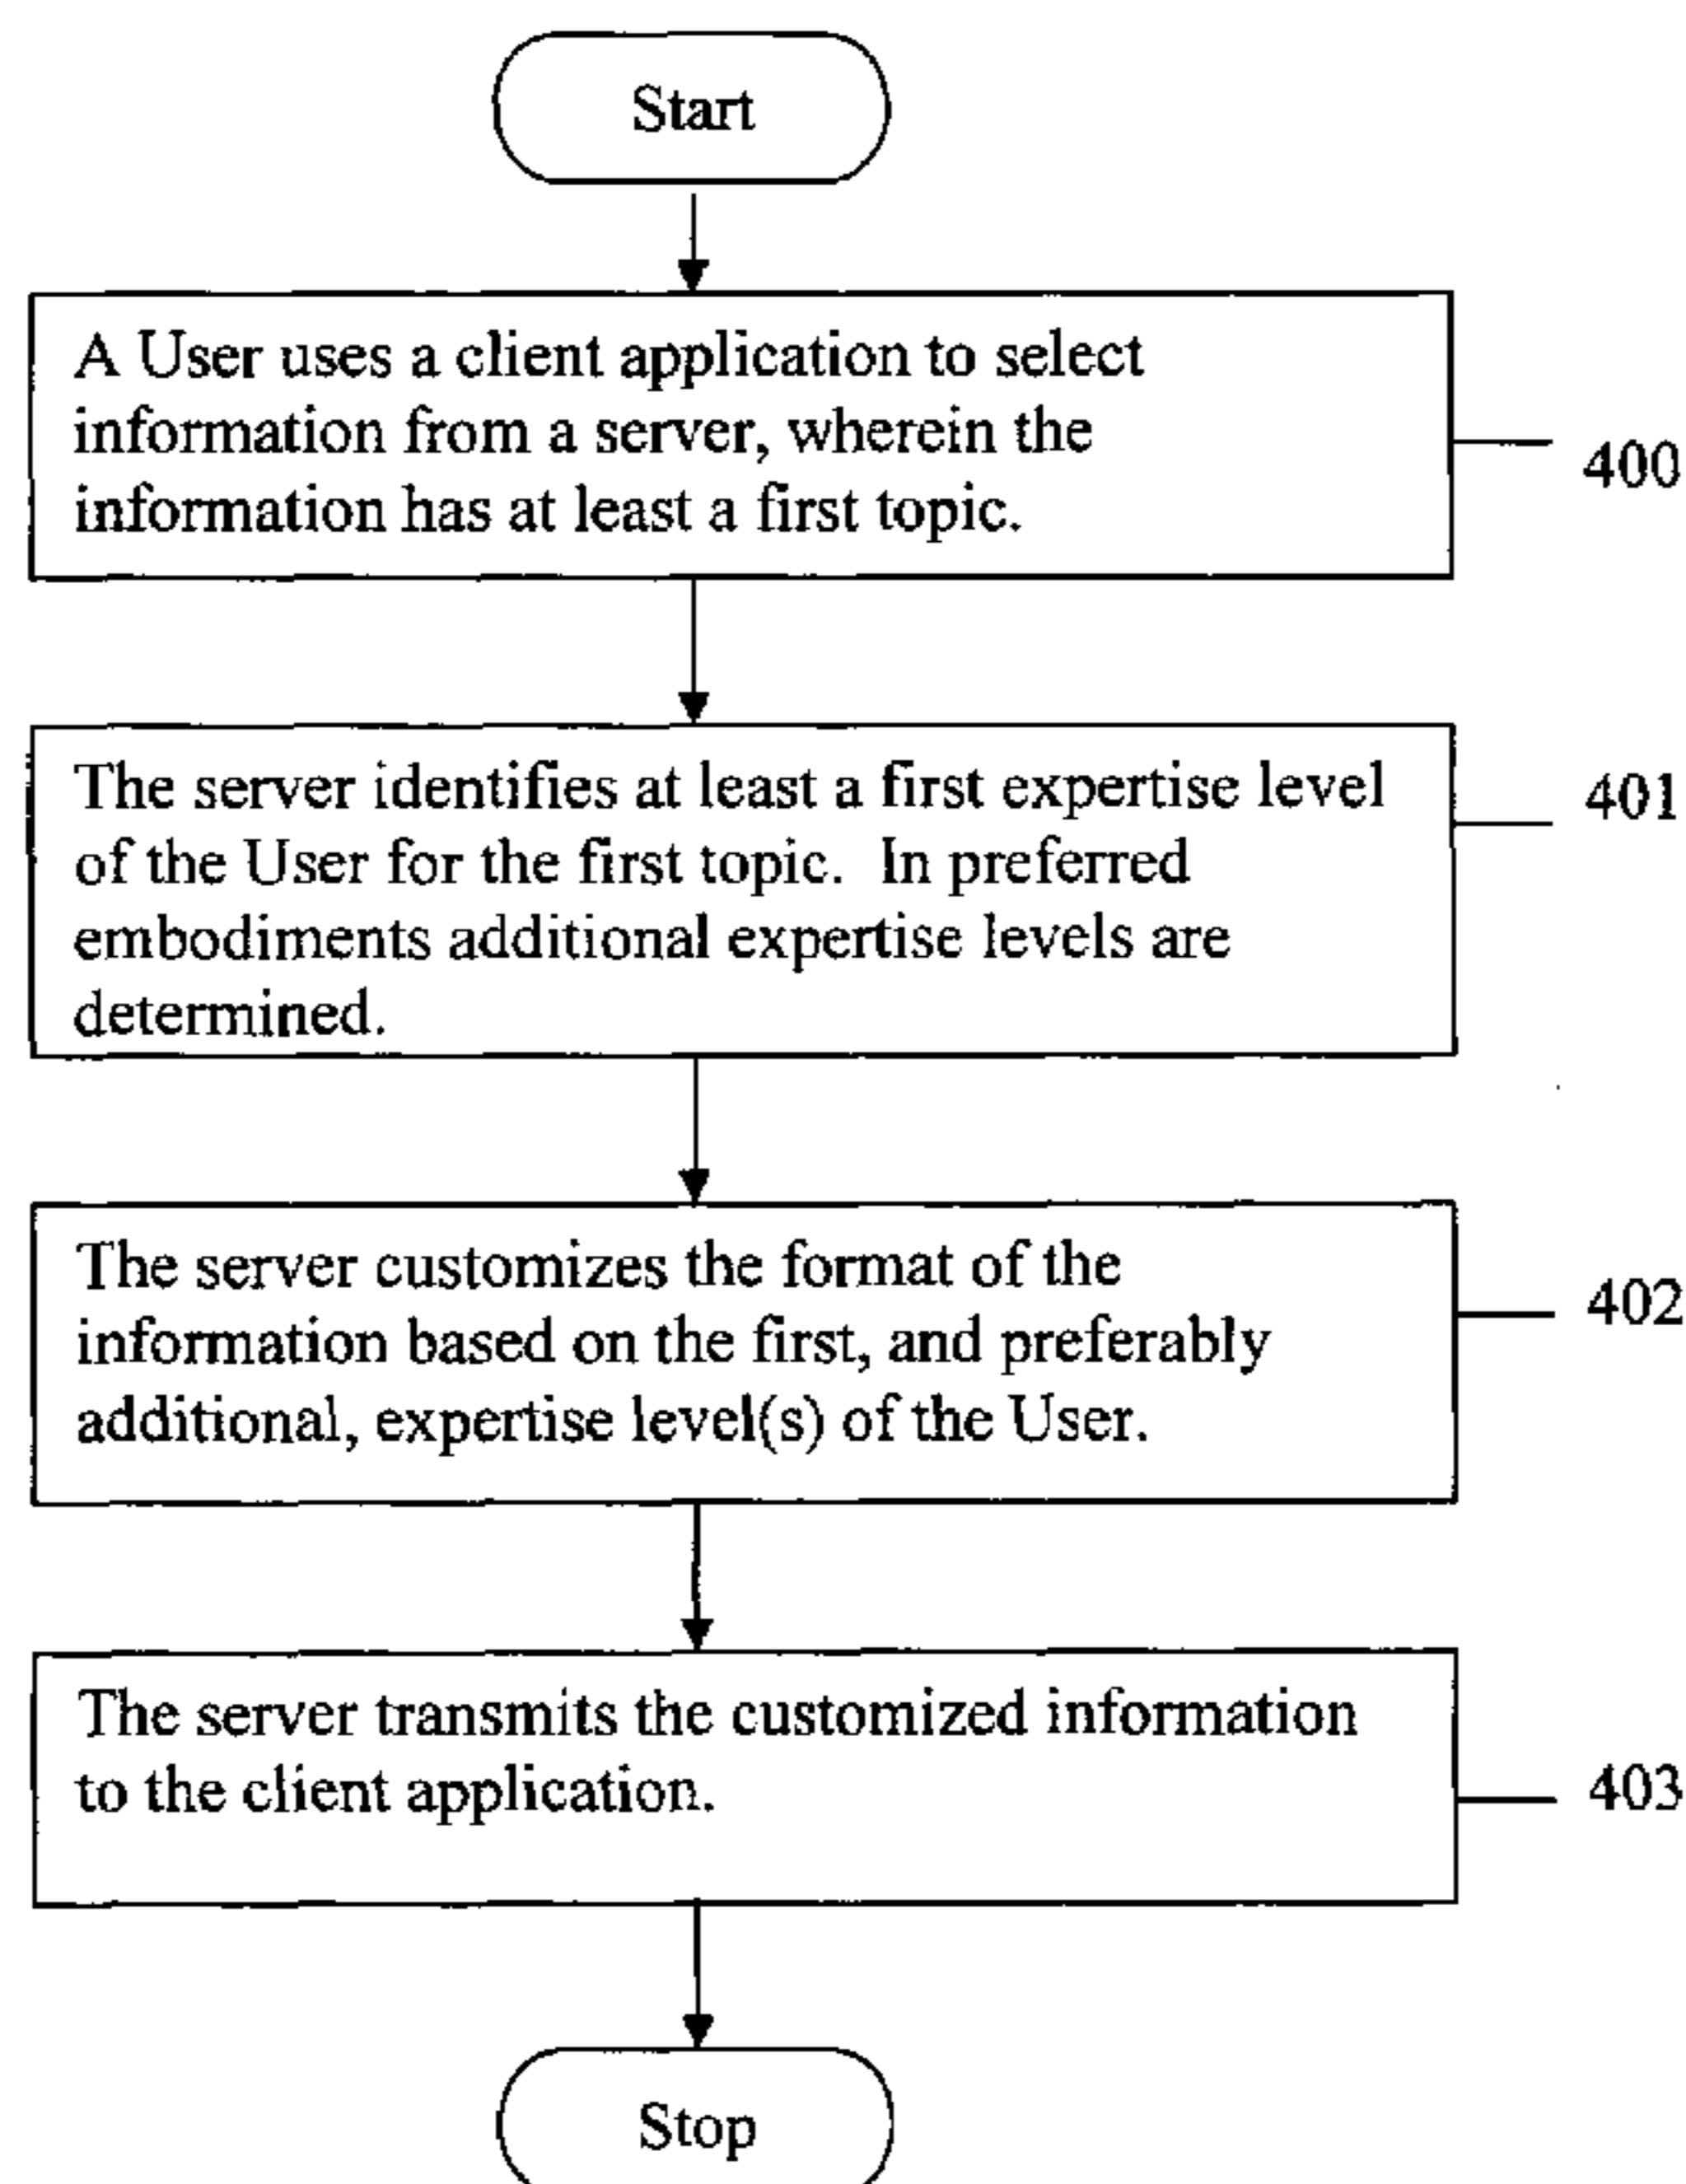 Start
A User uses a client application to select
information from a server, wherein the
information has at least a first topic.
400
The server identifies at least a first expertise level
of the User for the first topic. In preferred
embodiments additional expertise levels are
determined.
401
The server customizes the format of the
information based on the first, and preferably
additional, expertise level(s) of the User.
402
The server transmits the customized information
to the client application.
403
Stop